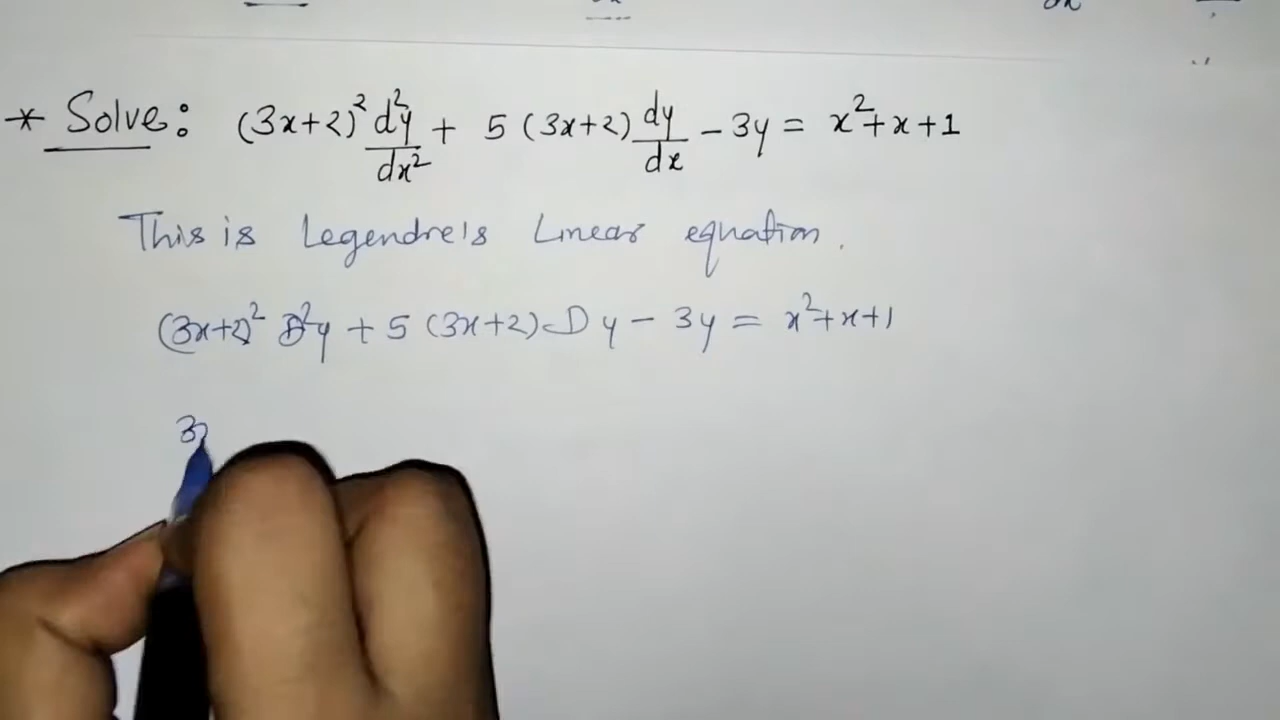 * Solve: (3x+2)² d²y/dx² + 5 (3x+2) dy/dx - 3y = x²+x+1
This is Legendre's Linear equation.
(3x+2)² D²y + 5 (3x+2) D y - 3y = x²+x+1
3